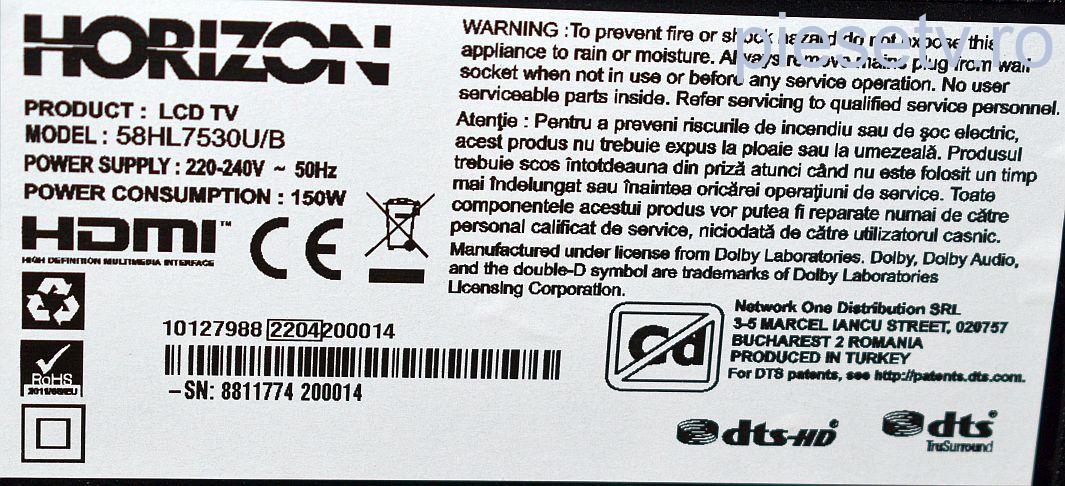 HORIZON
PRODUCT : LCD TV
MODEL : 58HL7530U/B
POWER SUPPLY : 220-240V ~ 50Hz
POWER CONSUMPTION : 150W
HDMI™
HIGH DEFINITION MULTIMEDIA INTERFACE
CE
RoHS
2011/65/EU
10127988 2204200014
-SN: 8811774 200014
WARNING :To prevent fire or shock hazard do not expose this
appliance to rain or moisture. Always remove mains plug from wall
socket when not in use or before any service operation. No user
serviceable parts inside. Refer servicing to qualified service personnel.
Atenţie : Pentru a preveni riscurile de incendiu sau de şoc electric,
acest produs nu trebuie expus la ploaie sau la umezeală. Produsul
trebuie scos întotdeauna din priză atunci când nu este folosit un timp
mai îndelungat sau înaintea oricărei operaţiuni de service. Toate
componentele acestui produs vor putea fi reparate numai de către
personal calificat de service, niciodată de către utilizatorul casnic.
Manufactured under license from Dolby Laboratories. Dolby, Dolby Audio,
and the double-D symbol are trademarks of Dolby Laboratories
Licensing Corporation.
Cd
Network One Distribution SRL
3-5 MARCEL IANCU STREET, 020757
BUCHAREST 2 ROMANIA
PRODUCED IN TURKEY
For DTS patents, see http://patents.dts.com.
dts-HD®
dts®
TruSurround
piesetv.ro